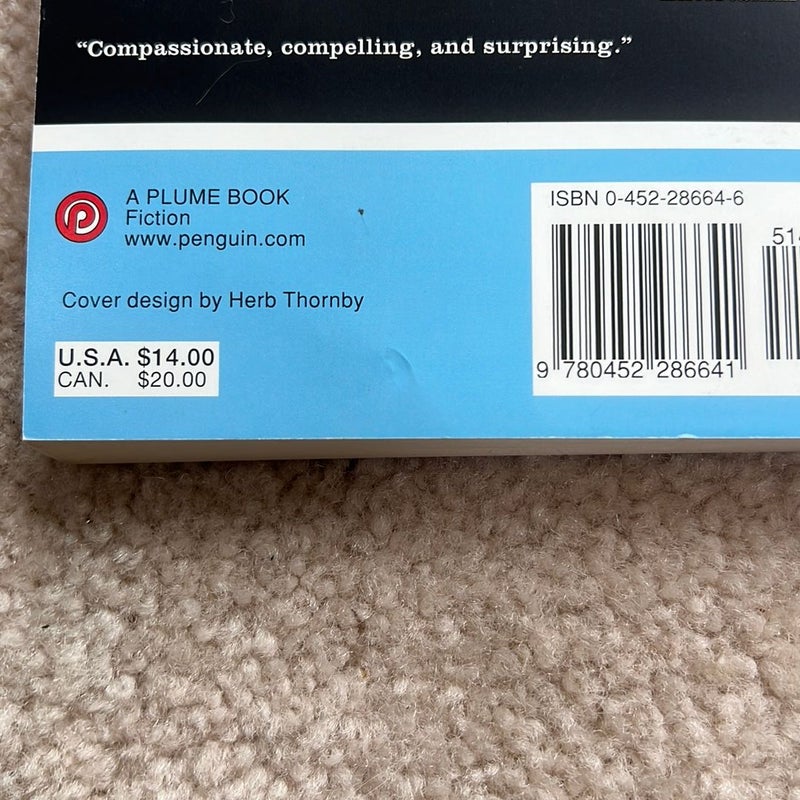 “Compassionate, compelling, and surprising.”
A PLUME BOOK
Fiction
www.penguin.com
Cover design by Herb Thornby
U.S.A. $14.00
CAN. $20.00
ISBN 0-452-28664-6
51
9 780452 286641